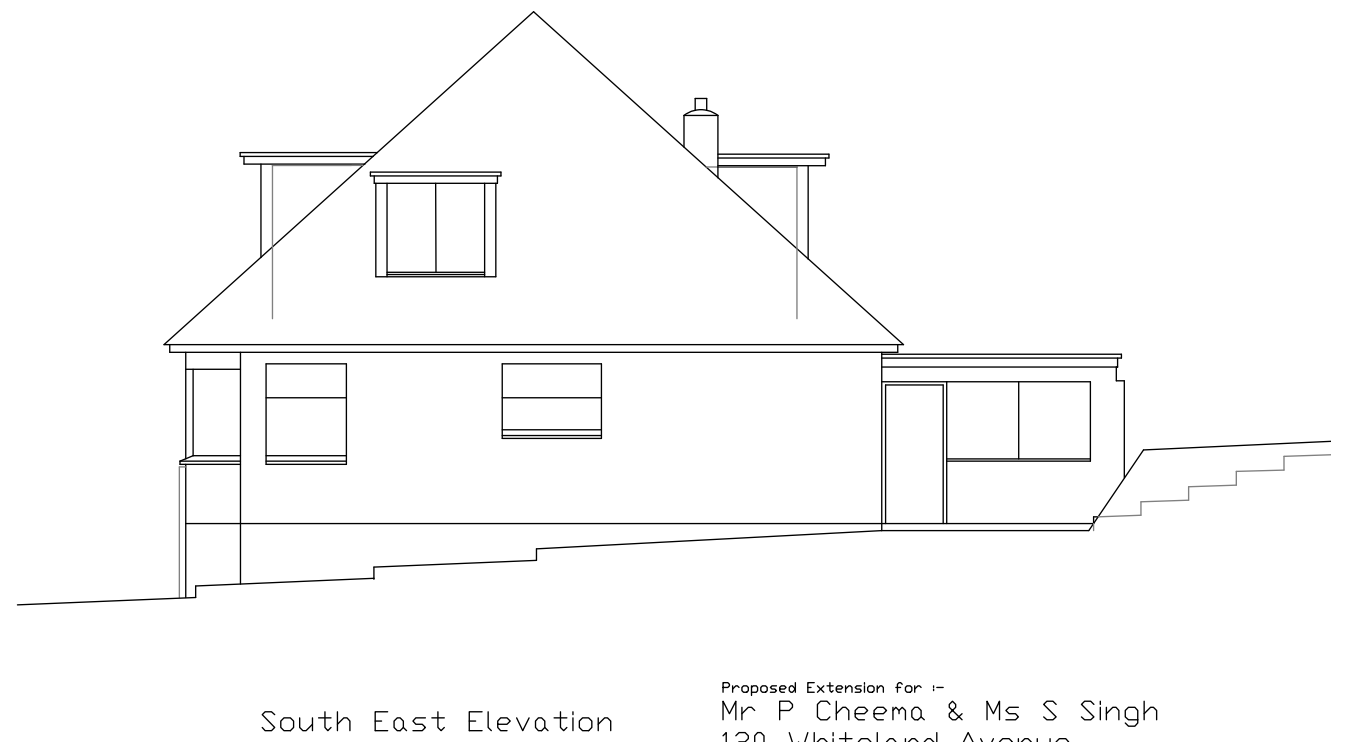 Proposed Extension for :-
Mr P Cheema & Ms S Singh
South East Elevation